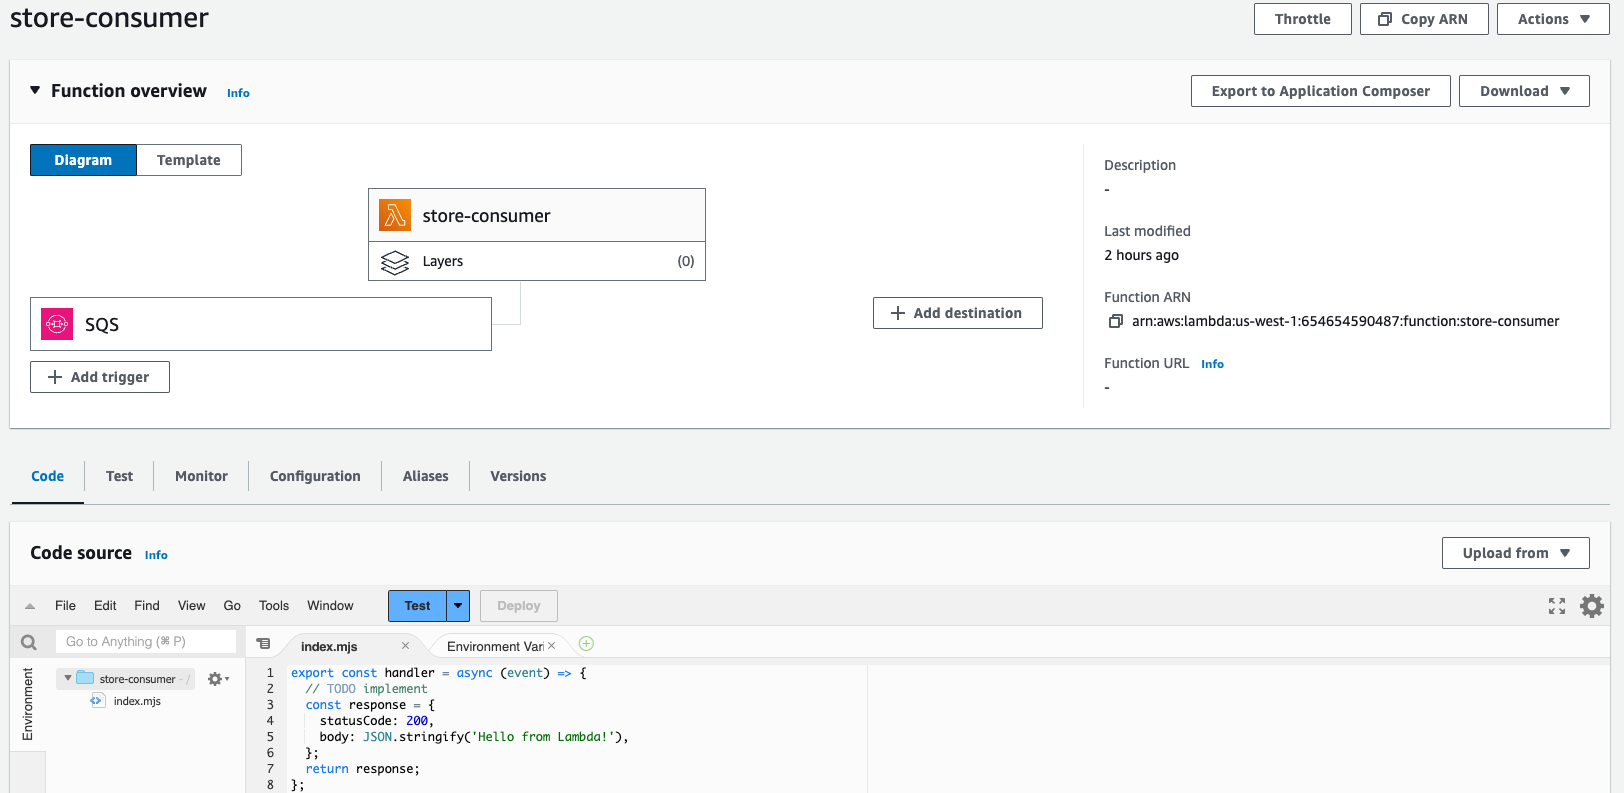 store-consumer
Throttle
Copy ARN
Actions
Function overview Info
Export to Application Composer
Download
Diagram
Template
store-consumer
Layers (0)
SQS
Add trigger
Add destination
Description
-
Last modified
2 hours ago
Function ARN
arn:aws:lambda:us-west-1:654654590487:function:store-consumer
Function URL Info
-
Code
Test
Monitor
Configuration
Aliases
Versions
Code source Info
Upload from
File Edit Find View Go Tools Window
Test
Deploy
Go to Anything (⌘ P)
index.mjs
Environment Vari
Environment
store-consumer - /
index.mjs
1 export const handler = async (event) => {
2 // TODO implement
3 const response = {
4 statusCode: 200,
5 body: JSON.stringify('Hello from Lambda!'),
6 };
7 return response;
8 };